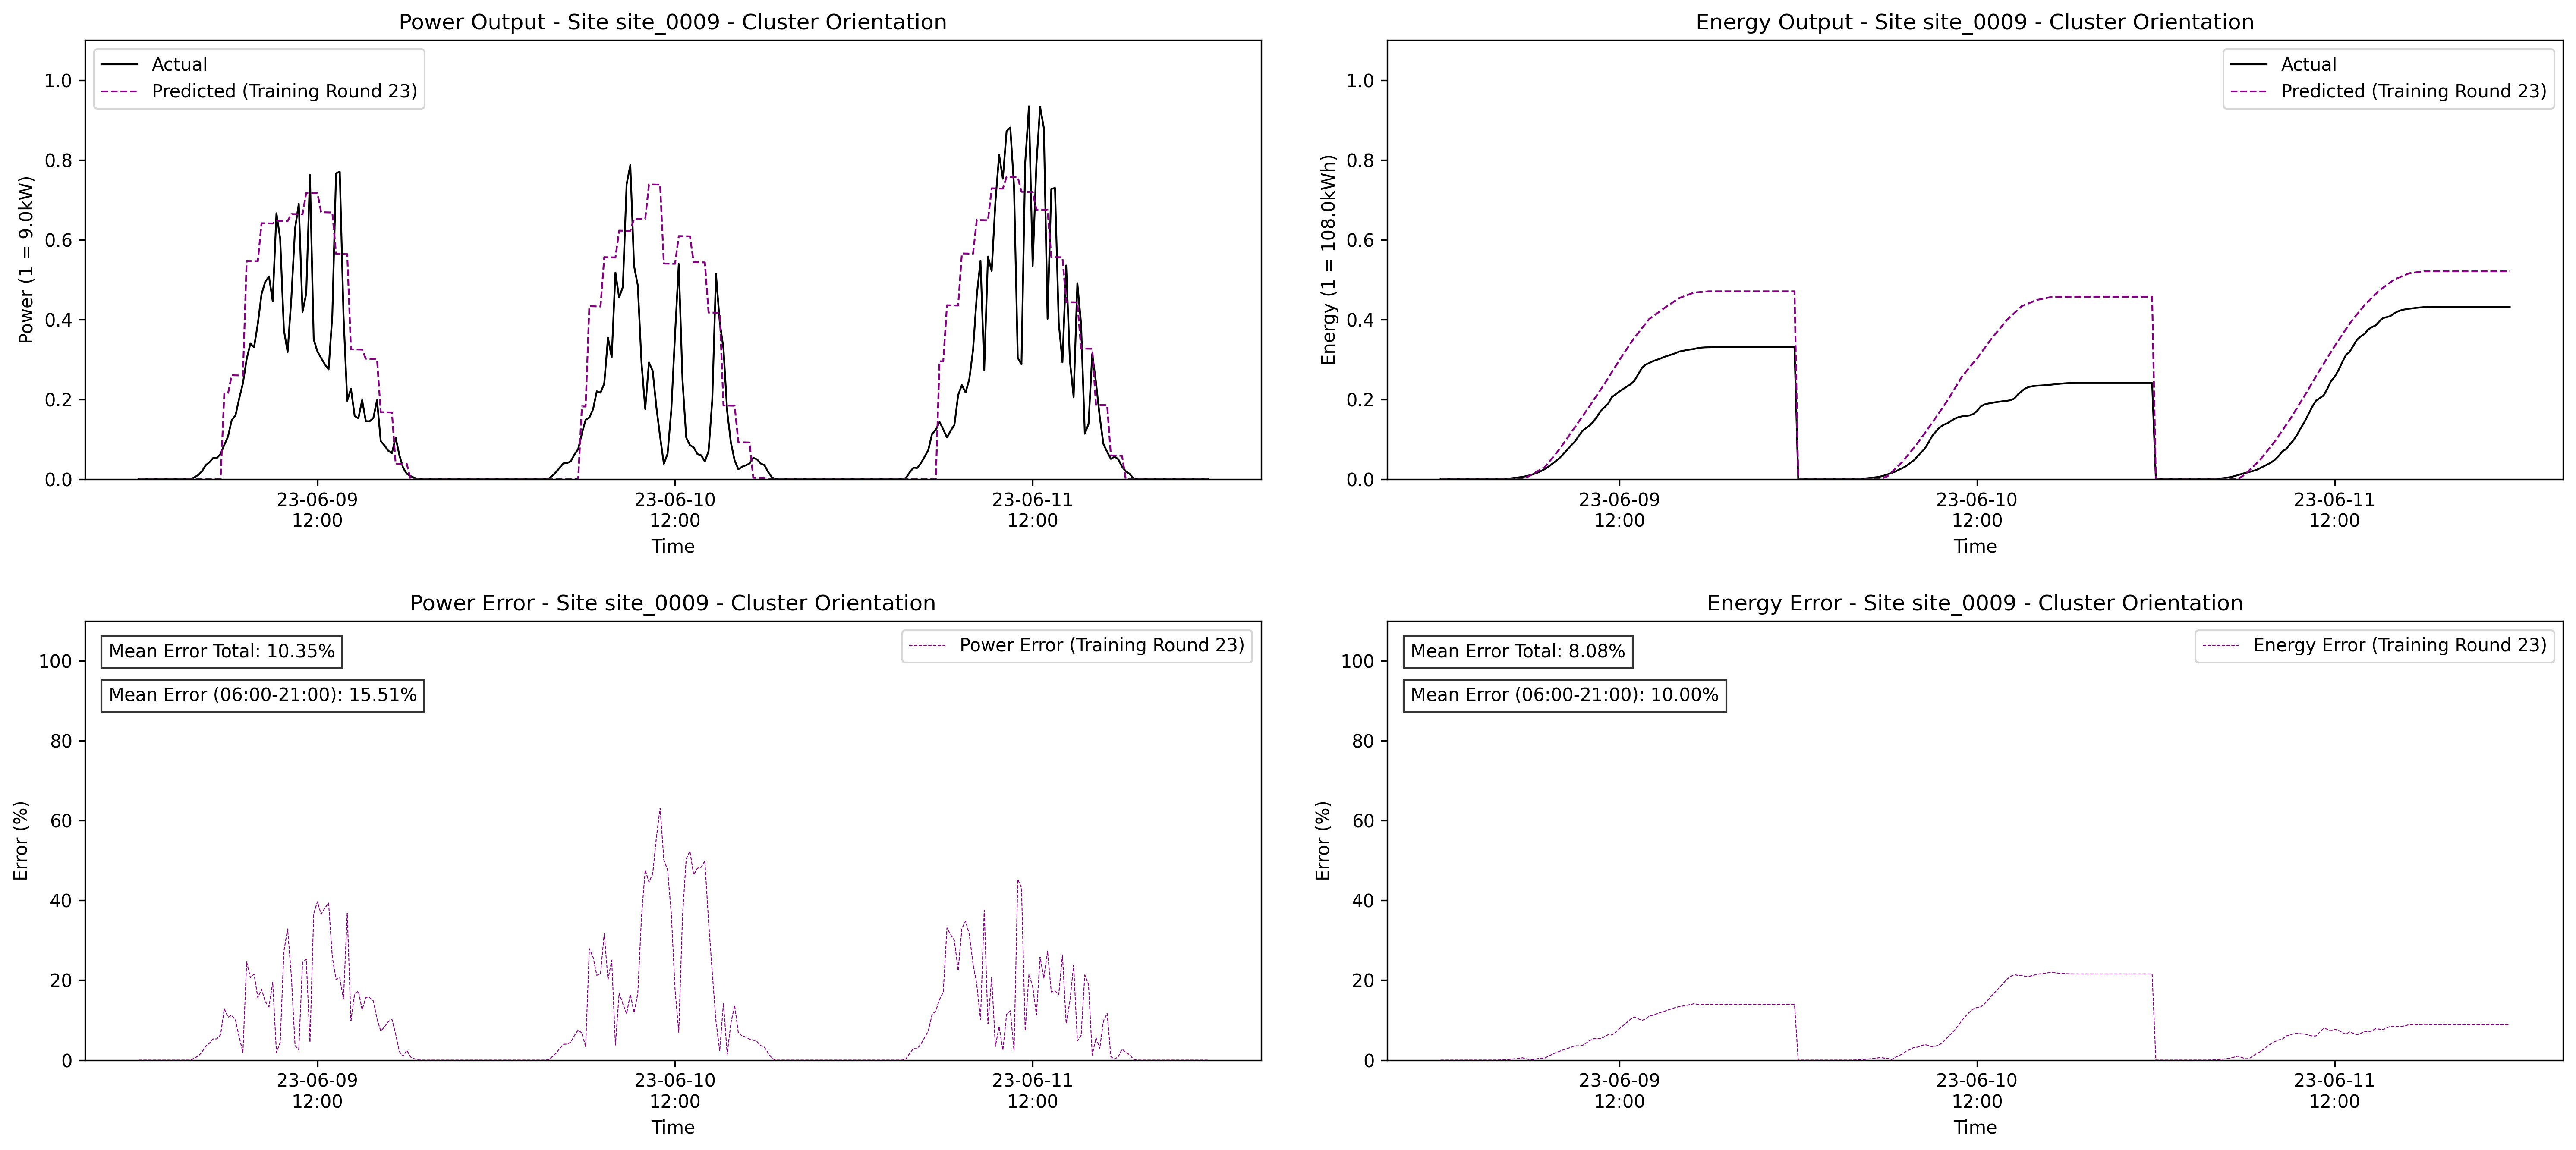 Power Output - Site site_0009 - Cluster Orientation
Actual
Predicted (Training Round 23)
Power (1 = 9.0kW)
1.0
0.8
0.6
0.4
0.2
0.0
23-06-09
12:00
23-06-10
12:00
23-06-11
12:00
Time
Energy Output - Site site_0009 - Cluster Orientation
Actual
Predicted (Training Round 23)
Energy (1 = 108.0kWh)
1.0
0.8
0.6
0.4
0.2
0.0
23-06-09
12:00
23-06-10
12:00
23-06-11
12:00
Time
Power Error - Site site_0009 - Cluster Orientation
Mean Error Total: 10.35%
Mean Error (06:00-21:00): 15.51%
Power Error (Training Round 23)
Error (%)
100
80
60
40
20
0
23-06-09
12:00
23-06-10
12:00
23-06-11
12:00
Time
Energy Error - Site site_0009 - Cluster Orientation
Mean Error Total: 8.08%
Mean Error (06:00-21:00): 10.00%
Energy Error (Training Round 23)
Error (%)
100
80
60
40
20
0
23-06-09
12:00
23-06-10
12:00
23-06-11
12:00
Time